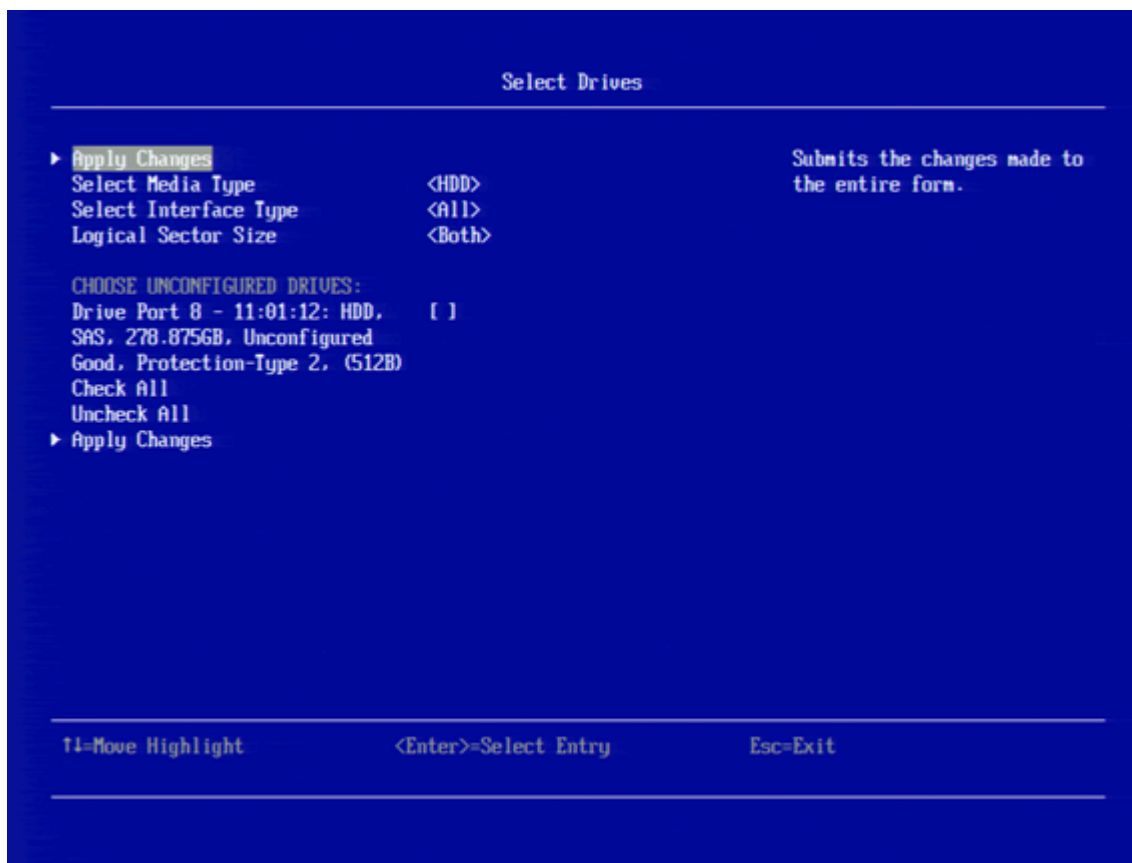 Select Drives
► Apply Changes
Submits the changes made to
Select Media Type <HDD>
the entire form.
Select Interface Type <All>
Logical Sector Size <Both>
CHOOSE UNCONFIGURED DRIVES:
Drive Port 8 - 11:01:12: HDD, [ ]
SAS, 278.875GB, Unconfigured
Good, Protection-Type 2, (512B)
Check All
Uncheck All
► Apply Changes
↑↓=Move Highlight <Enter>=Select Entry Esc=Exit